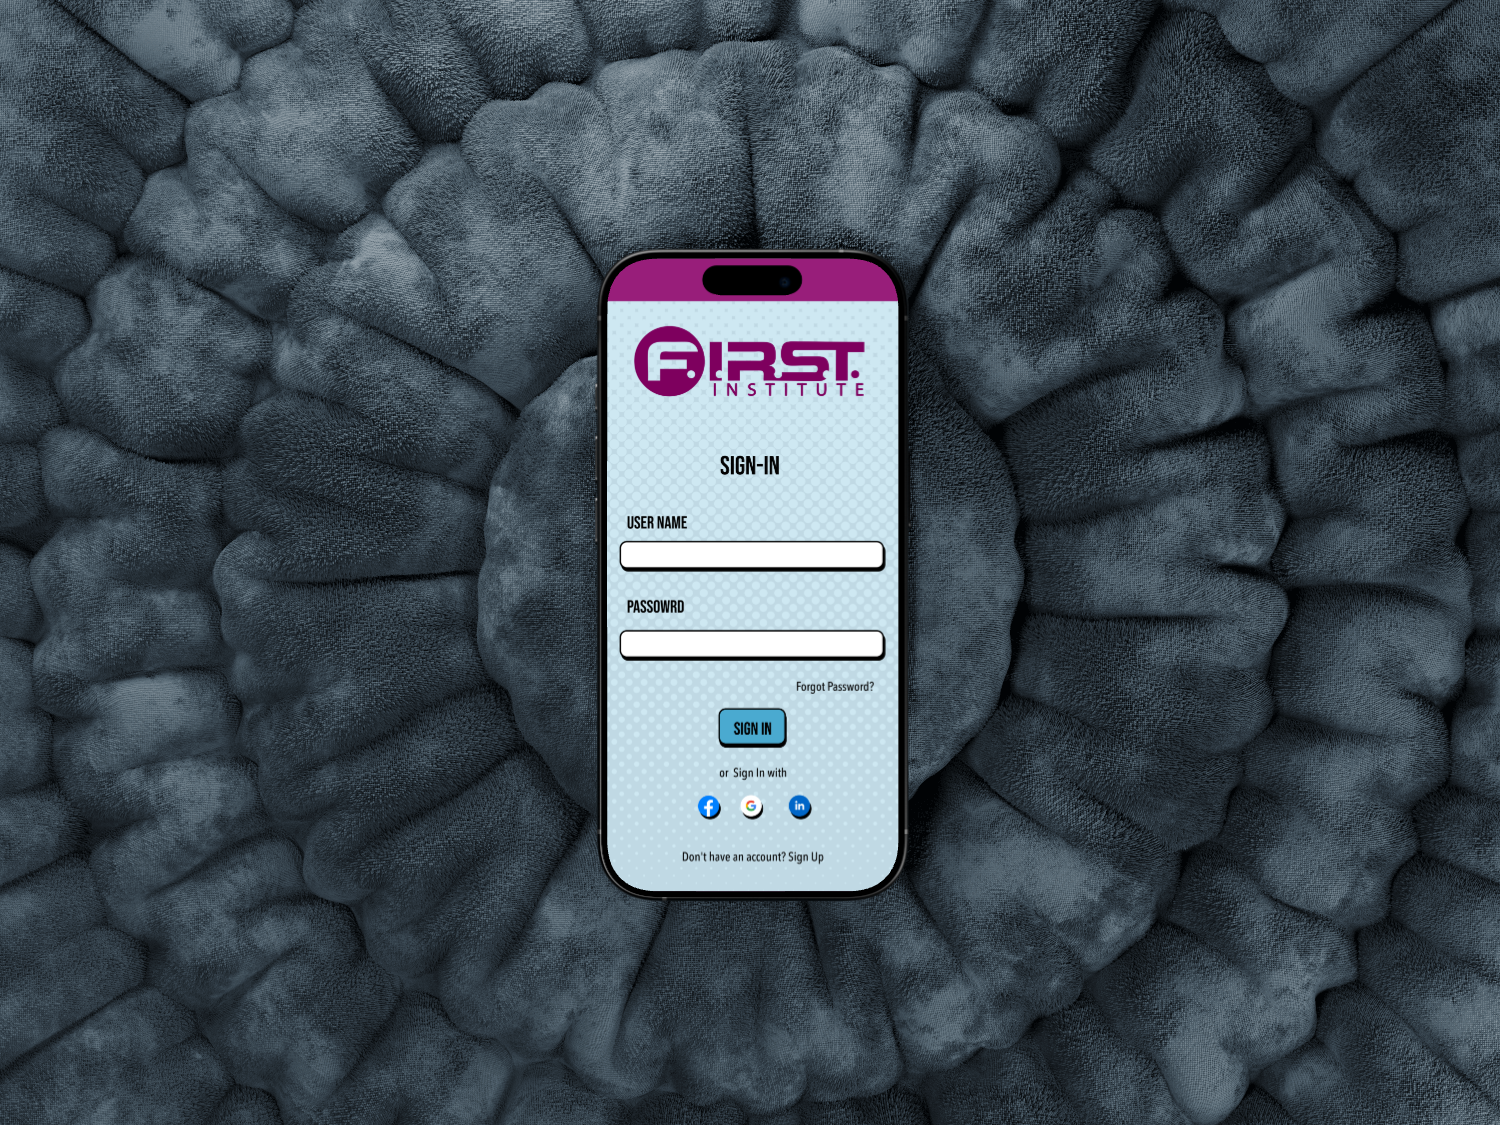 F.IRST.
INSTITUTE
SIGN-IN
USER NAME
PASSOWRD
Forgot Password?
SIGN IN
or Sign In with
f G in
Don't have an account? Sign Up